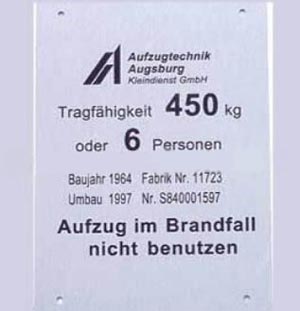 Aufzugtechnik
Augsburg
Kleindienst GmbH
Tragfähigkeit 450 kg
oder 6 Personen
Baujahr 1964 Fabrik Nr. 11723
Umbau 1997 Nr. S840001597
Aufzug im Brandfall
nicht benutzen